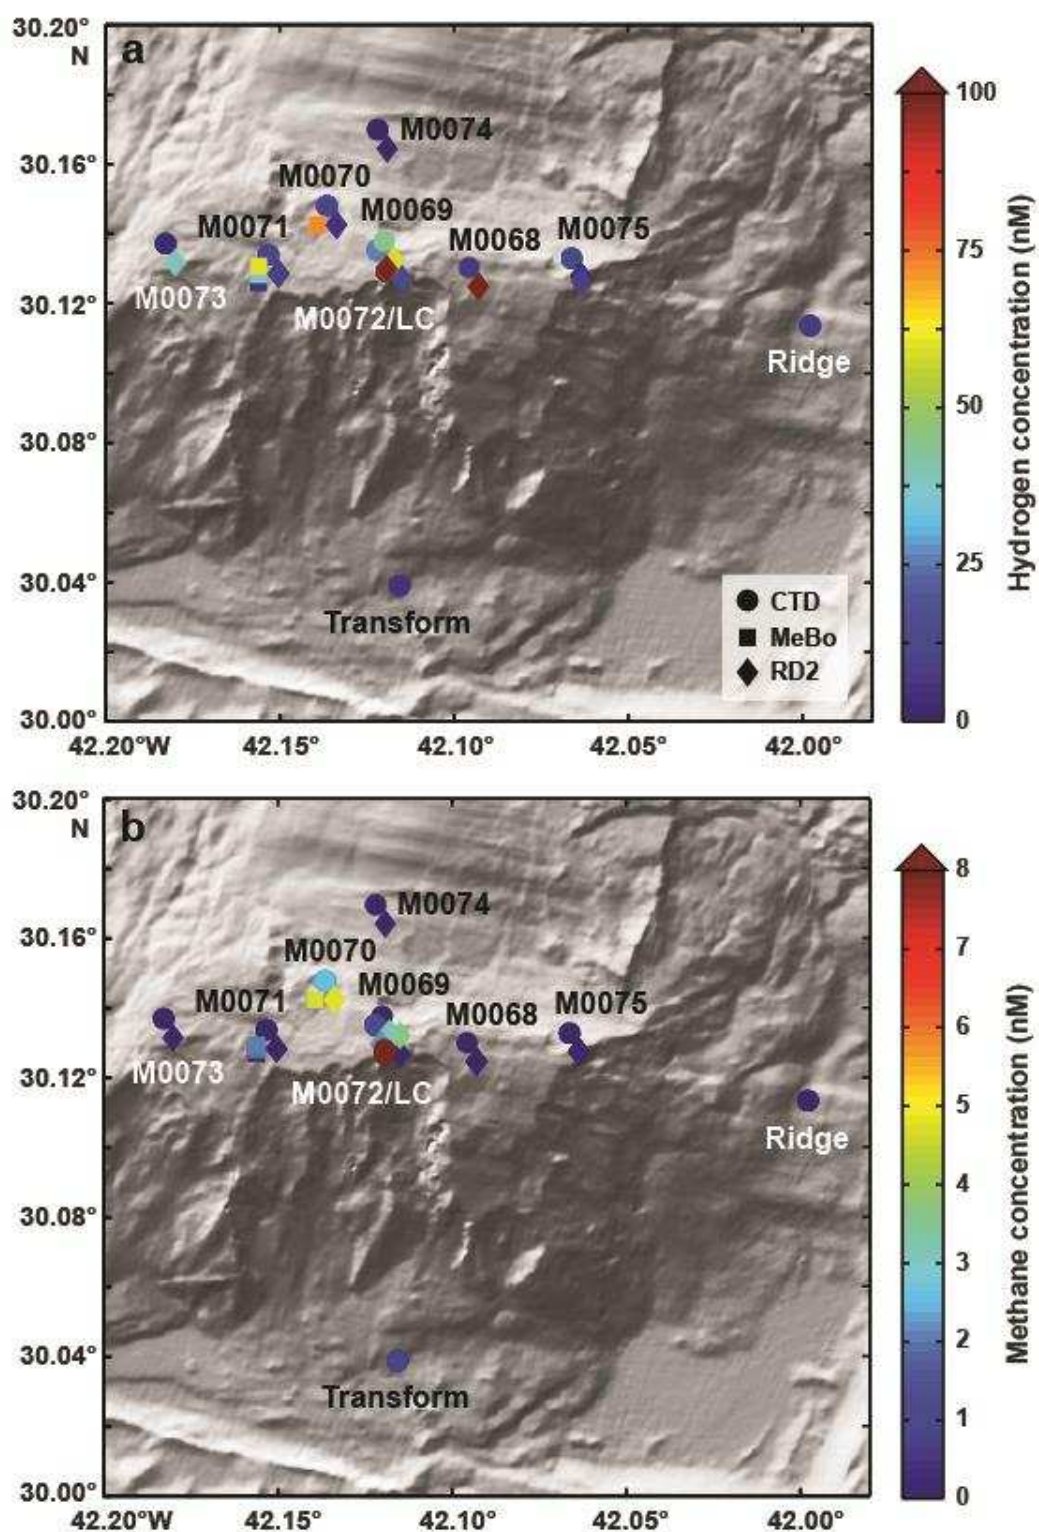 30.20°
N
a
M0074
30.16°
M0070
M0071
M0069
M0068
M0075
M0073
M0072/LC
30.12°
Ridge
30.08°
30.04°
Transform
CTD
MeBo
RD2
30.00°
42.20°W
42.15°
42.10°
42.05°
42.00°
100
75
50
25
0
Hydrogen concentration (nM)
30.20°
N
b
M0074
30.16°
M0070
M0071
M0069
M0068
M0075
M0073
M0072/LC
30.12°
Ridge
30.08°
30.04°
Transform
30.00°
42.20°W
42.15°
42.10°
42.05°
42.00°
8
7
6
5
4
3
2
1
0
Methane concentration (nM)